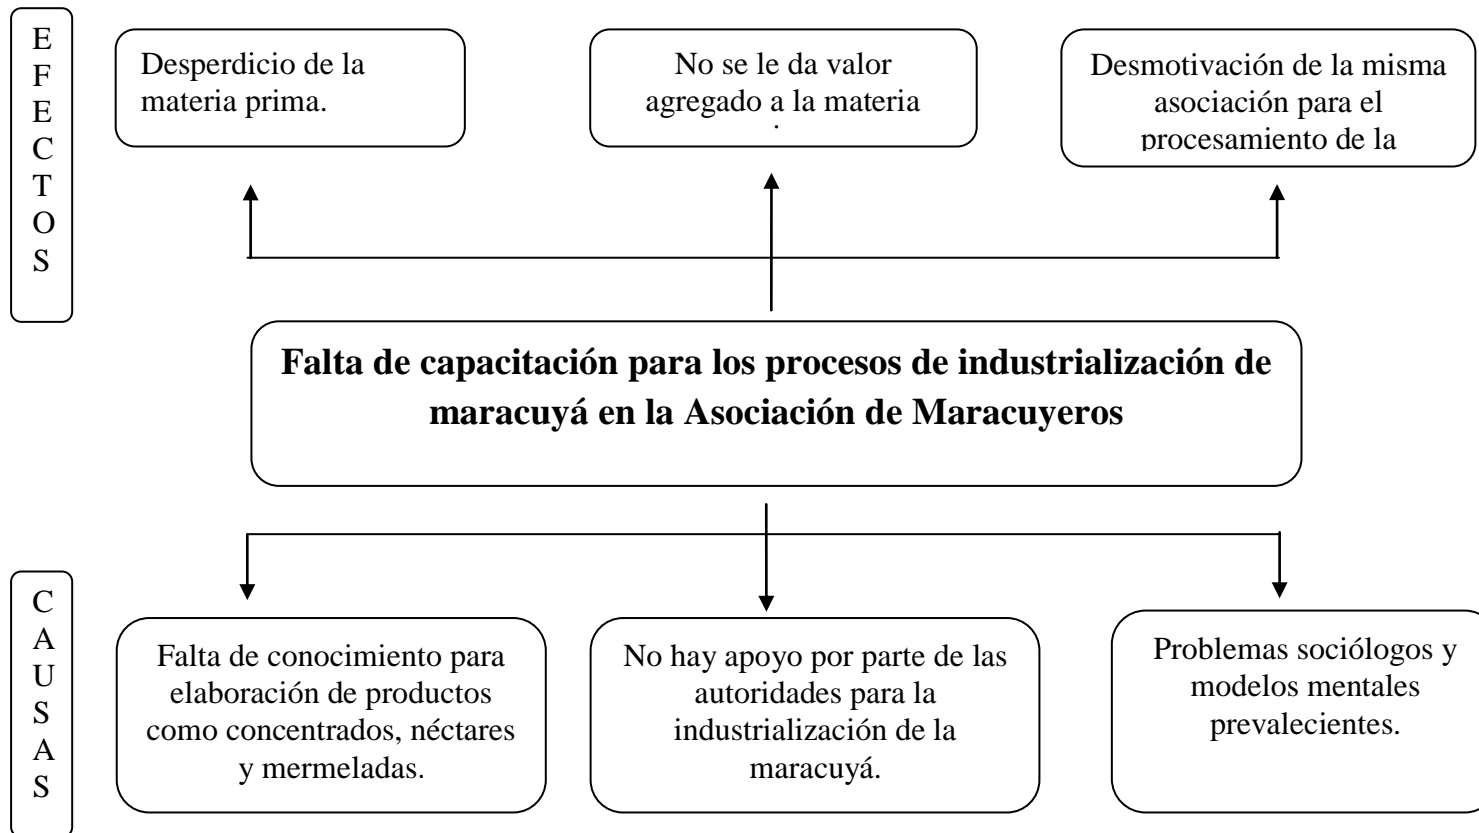 EFECTOS
Desperdicio de la
materia prima.
No se le da valor
agregado a la materia
Desmotivación de la misma
asociación para el
procesamiento de la
Falta de capacitación para los procesos de industrialización de
maracuyá en la Asociación de Maracuyeros
CAUSAS
Falta de conocimiento para
elaboración de productos
como concentrados, néctares
y mermeladas.
No hay apoyo por parte de las
autoridades para la
industrialización de la
maracuyá.
Problemas sociólogos y
modelos mentales
prevalecientes.